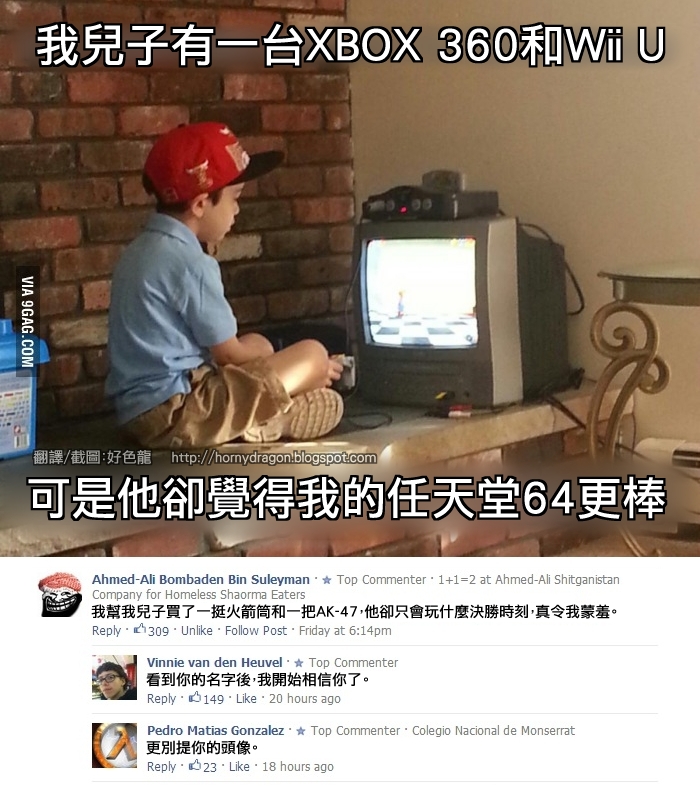 我兒子有一台XBOX 360和Wii U
VIA 9GAG.COM
翻譯/截圖:好色龍 http://hornydragon.blogspot.com
可是他卻覺得我的任天堂64更棒
Ahmed-Ali Bombaden Bin Suleyman · ★ Top Commenter · 1+1=2 at Ahmed-Ali Shitganistan
Company for Homeless Shaorma Eaters
我幫我兒子買了一挺火箭筒和一把AK-47,他卻只會玩什麼決勝時刻,真令我蒙羞。
Reply · 309 · Unlike · Follow Post · Friday at 6:14pm
Vinnie van den Heuvel · ★ Top Commenter
看到你的名字後,我開始相信你了。
Reply · 149 · Like · 20 hours ago
Pedro Matias Gonzalez · ★ Top Commenter · Colegio Nacional de Monserrat
更別提你的頭像。
Reply · 23 · Like · 18 hours ago